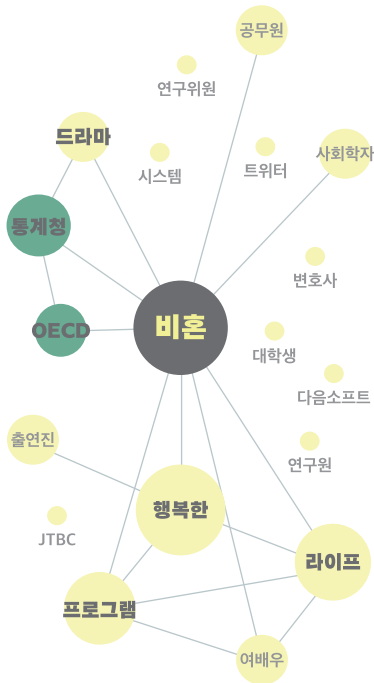 공무원
연구위원
드라마
시스템
트위터
사회학자
통계청
변호사
OECD
비혼
대학생
다음소프트
출연진
연구원
행복한
JTBC
라이프
프로그램
여배우